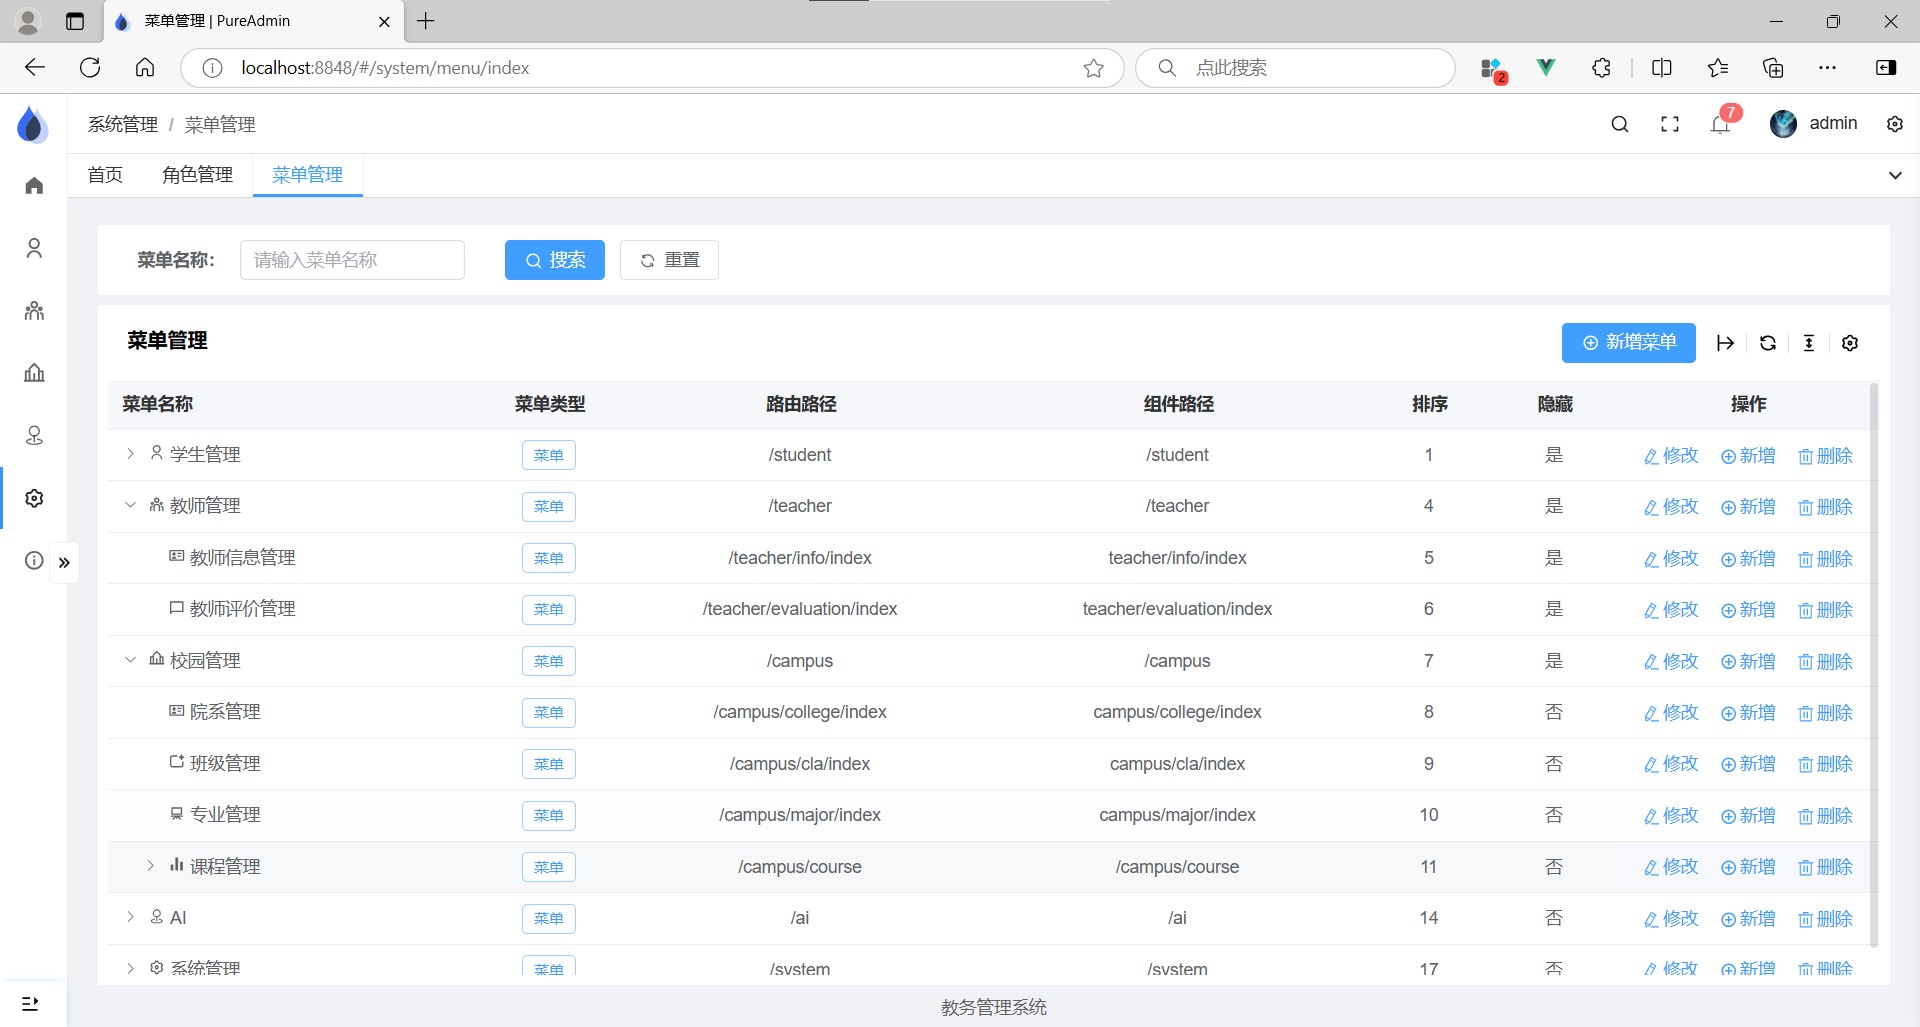 菜单管理 | PureAdmin
localhost:8848/#/system/menu/index
点此搜索
2
系统管理 / 菜单管理
7
admin
首页 角色管理 菜单管理
菜单名称: 请输入菜单名称 搜索 重置
菜单管理
新增菜单
菜单名称 菜单类型 路由路径 组件路径 排序 隐藏 操作
学生管理 菜单 /student /student 1 是 修改 新增 删除
教师管理 菜单 /teacher /teacher 4 是 修改 新增 删除
教师信息管理 菜单 /teacher/info/index teacher/info/index 5 是 修改 新增 删除
教师评价管理 菜单 /teacher/evaluation/index teacher/evaluation/index 6 是 修改 新增 删除
校园管理 菜单 /campus /campus 7 是 修改 新增 删除
院系管理 菜单 /campus/college/index campus/college/index 8 否 修改 新增 删除
班级管理 菜单 /campus/cla/index campus/cla/index 9 否 修改 新增 删除
专业管理 菜单 /campus/major/index campus/major/index 10 否 修改 新增 删除
课程管理 菜单 /campus/course /campus/course 11 否 修改 新增 删除
AI 菜单 /ai /ai 14 否 修改 新增 删除
系统管理 菜单 /system /system 17 否 修改 新增 删除
教务管理系统